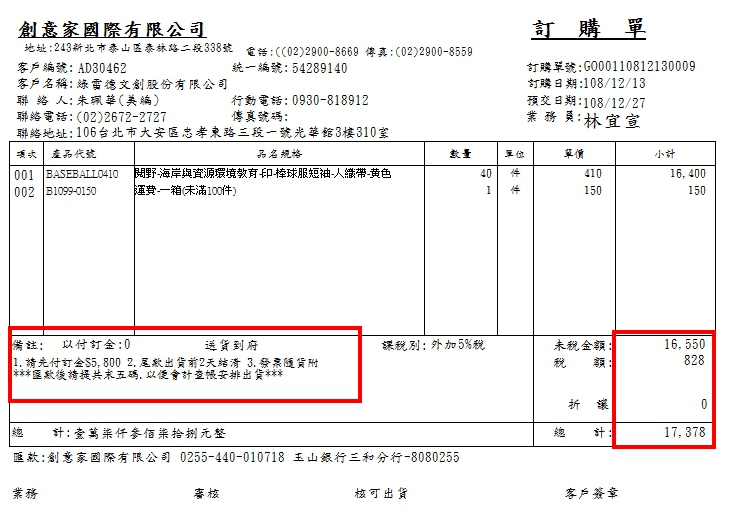 創意家國際有限公司
訂 購 單
地址:243新北市泰山區泰林路二段338號 電話:((02)2900-8669 傳真:(02)2900-8559
客戶編號: AD30462 統一編號: 54289140 訂購單號:GO00110812130009
客戶名稱: 綠雷德文創股份有限公司 訂購日期:108/12/13
聯 絡 人: 朱珮華(美編) 行動電話: 0930-818912 預交日期:108/12/27
聯絡電話: (02)2672-2727 傳真號碼: 業 務 員: 林宜宣
聯絡地址: 106台北市大安區忠孝東路三段一號光華館3樓310室
項次 產品代號 品名規格 數量 單位 單價 小計
001 BASEBALL0410 閱野-海岸與資源環境敎育-印-棒球服短袖-人織帶-黄色 40 件 410 16,400
002 B1099-0150 運費-一箱(未滿100件) 1 件 150 150
備註: 以付訂金:0 送貨到府 課稅別: 外加5%稅 未稅金額: 16,550
1.請先付訂金$5,800 2.尾款出貨前2天結清 3.發票隨貨附 稅 額: 828
***匯款後請提共末五碼,以便會計查帳安排出貨***
折 讓 0
總 計:壹萬柒仟參佰柒拾捌元整 總 計: 17,378
匯款:創意家國際有限公司 0255-440-010718 玉山銀行三和分行-8080255
業務 審核 核可出貨 客戶簽章